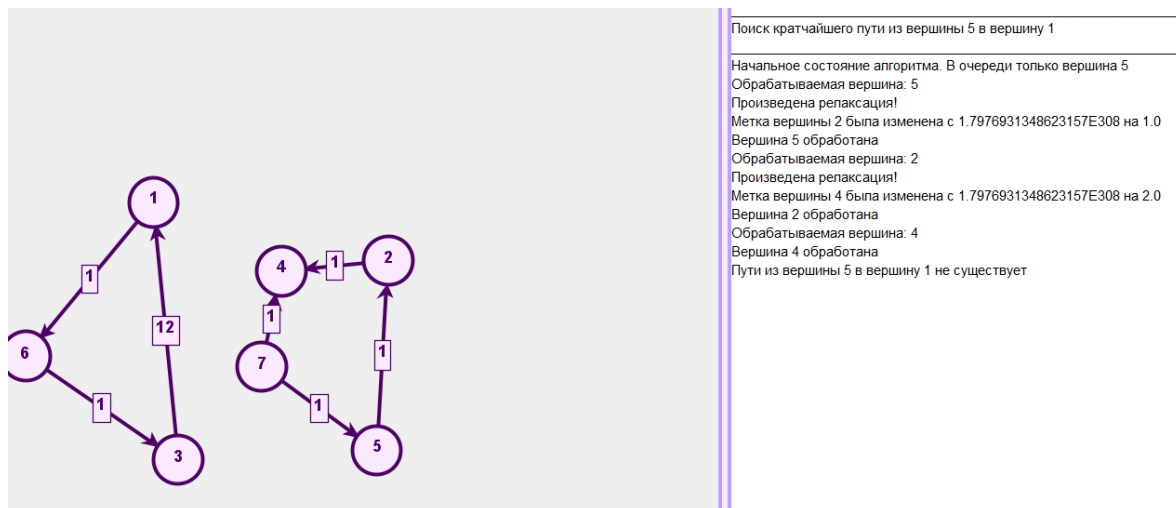 Поиск кратчайшего пути из вершины 5 в вершину 1
Начальное состояние алгоритма. В очереди только вершина 5
Обрабатываемая вершина: 5
Произведена релаксация!
Метка вершины 2 была изменена с 1.7976931348623157E308 на 1.0
Вершина 5 обработана
Обрабатываемая вершина: 2
Произведена релаксация!
Метка вершины 4 была изменена с 1.7976931348623157E308 на 2.0
Вершина 2 обработана
Обрабатываемая вершина: 4
Вершина 4 обработана
Пути из вершины 5 в вершину 1 не существует
1
1
12
6
1
3
4
1
2
1
7
1
1
5